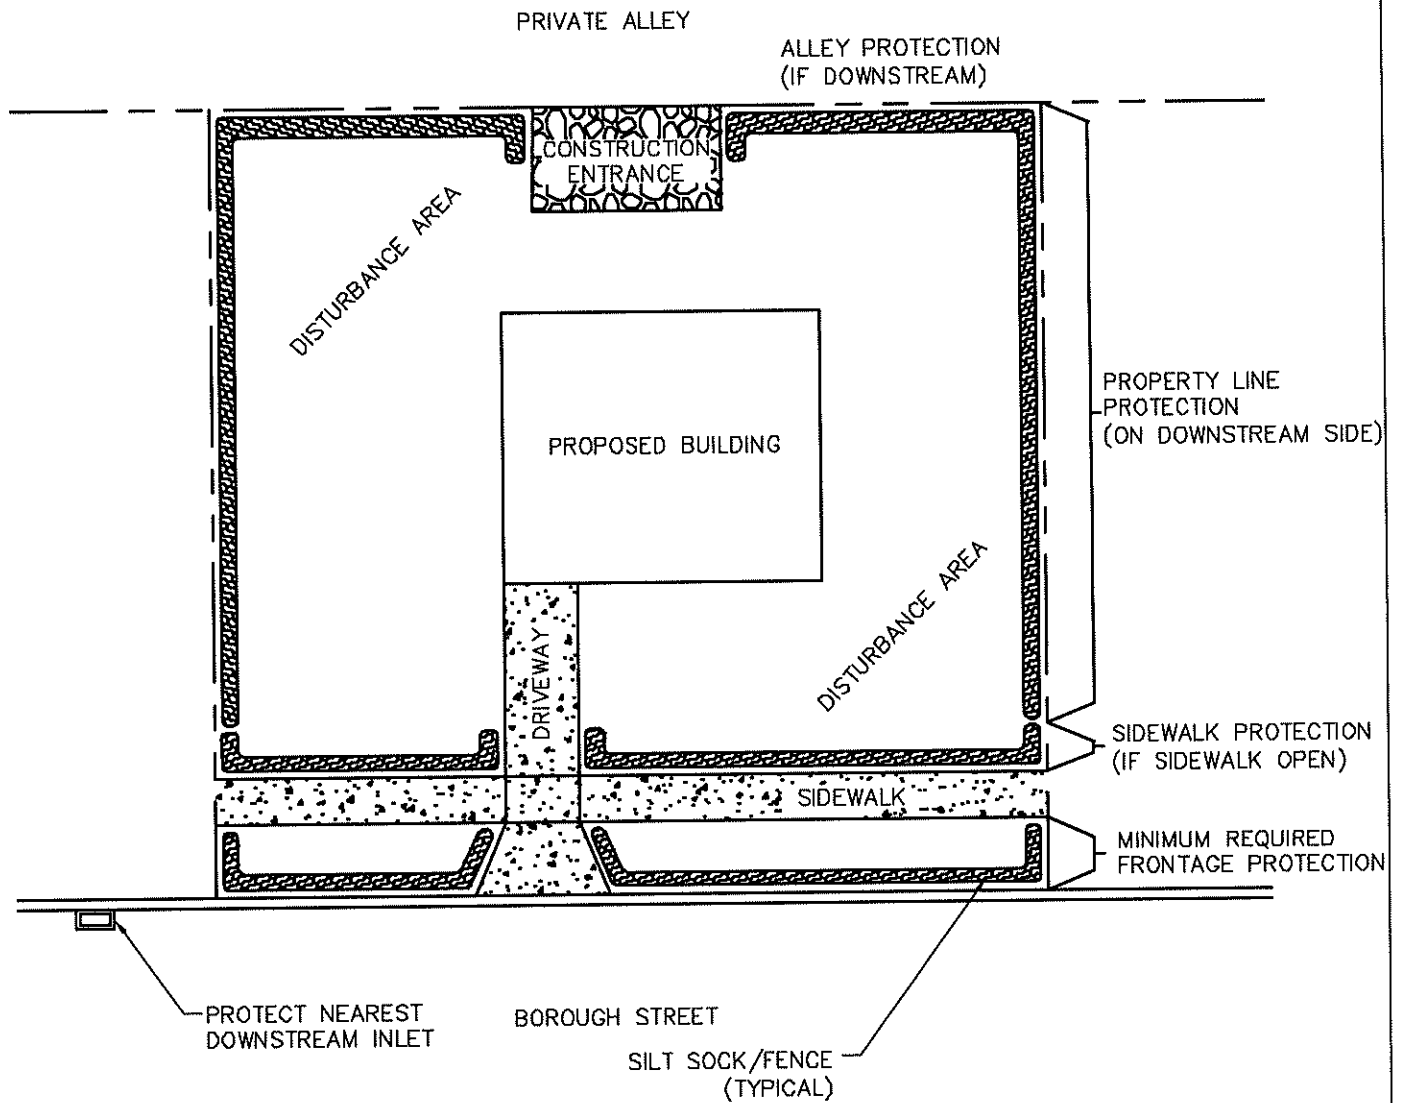 PRIVATE ALLEY
ALLEY PROTECTION
(IF DOWNSTREAM)
CONSTRUCTION
ENTRANCE
DISTURBANCE AREA
PROPERTY LINE
PROTECTION
(ON DOWNSTREAM SIDE)
PROPOSED BUILDING
DISTURBANCE AREA
DRIVEWAY
SIDEWALK PROTECTION
(IF SIDEWALK OPEN)
SIDEWALK
MINIMUM REQUIRED
FRONTAGE PROTECTION
PROTECT NEAREST
DOWNSTREAM INLET
BOROUGH STREET
SILT SOCK/FENCE
(TYPICAL)